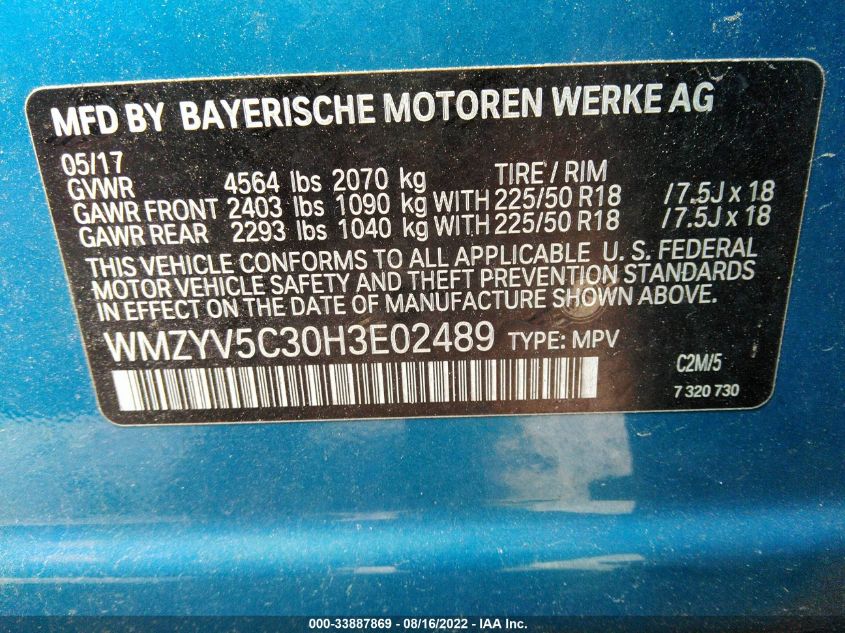 MFD BY BAYERISCHE MOTOREN WERKE AG
05/17 TIRE / RIM
GVWR 4564 lbs 2070 kg
GAWR FRONT 2403 lbs 1090 kg WITH 225/50 R18 /7.5J x 18
GAWR REAR 2293 lbs 1040 kg WITH 225/50 R18 /7.5J x 18
THIS VEHICLE CONFORMS TO ALL APPLICABLE U. S. FEDERAL
MOTOR VEHICLE SAFETY AND THEFT PREVENTION STANDARDS
IN EFFECT ON THE DATE OF MANUFACTURE SHOWN ABOVE.
WMZYV5C30H3E02489 TYPE: MPV
C2M/5
7 320 730
000-33887869 - 08/16/2022 - IAA Inc.